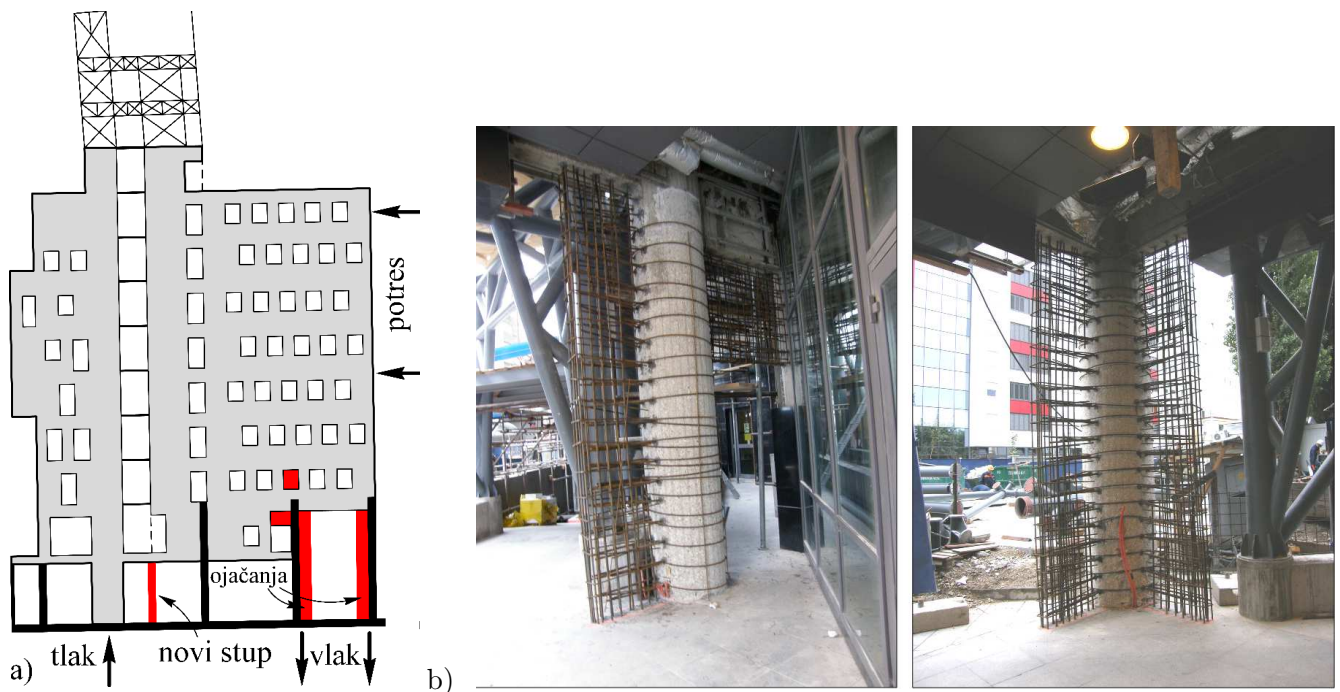 potres
ojačanja
tlak
novi stup
vlak
a)
b)